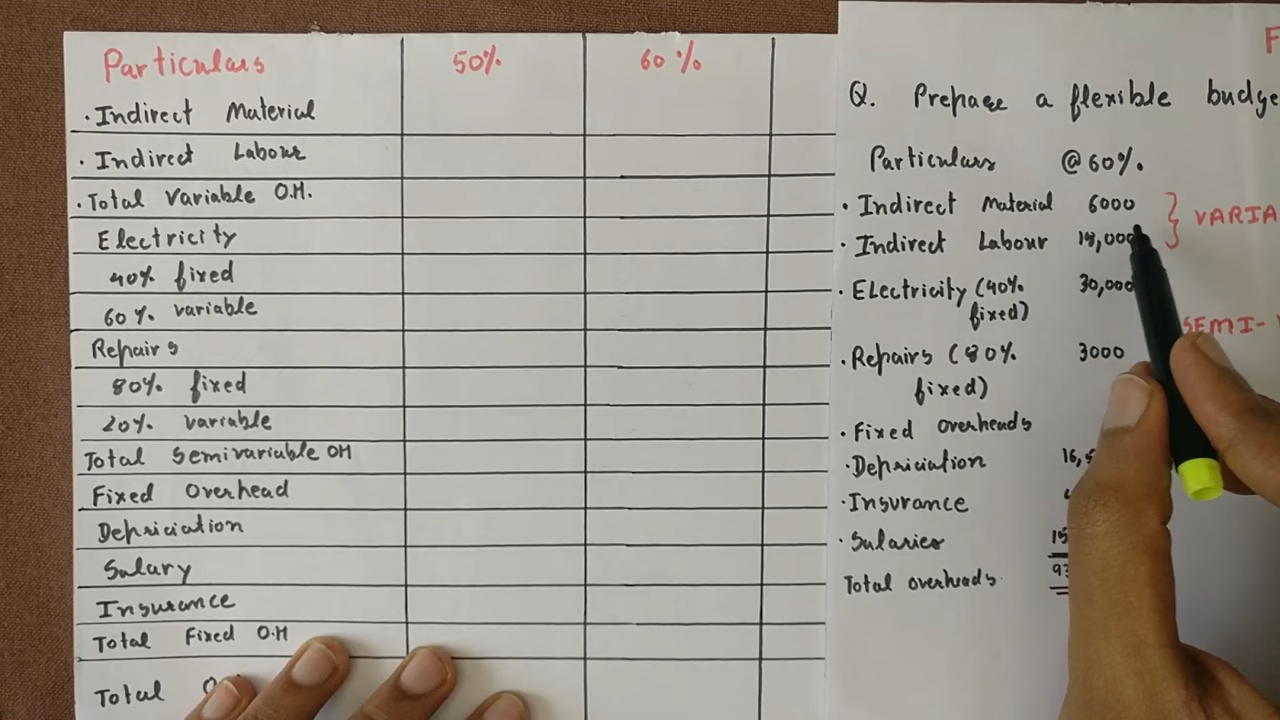 Particulars 50% 60%
. Indirect Material
. Indirect Labour
. Total Variable O.H.
Electricity
40% fixed
60% variable
Repairs
80% fixed
20% variable
Total semivariable OH
Fixed Overhead
Depriciation
Salary
Insurance
Total Fixed O.H
Total
F
Q. Prepare a flexible budge
Particulars @ 60%.
. Indirect Material 6000
. Indirect Labour
VARIA
. Electricity (40% 30,000
fixed)
SEMI-
. Repairs (80% 3000
fixed)
. Fixed overheads
. Depriciation 16,
. Insurance
. Salaries
Total overheads